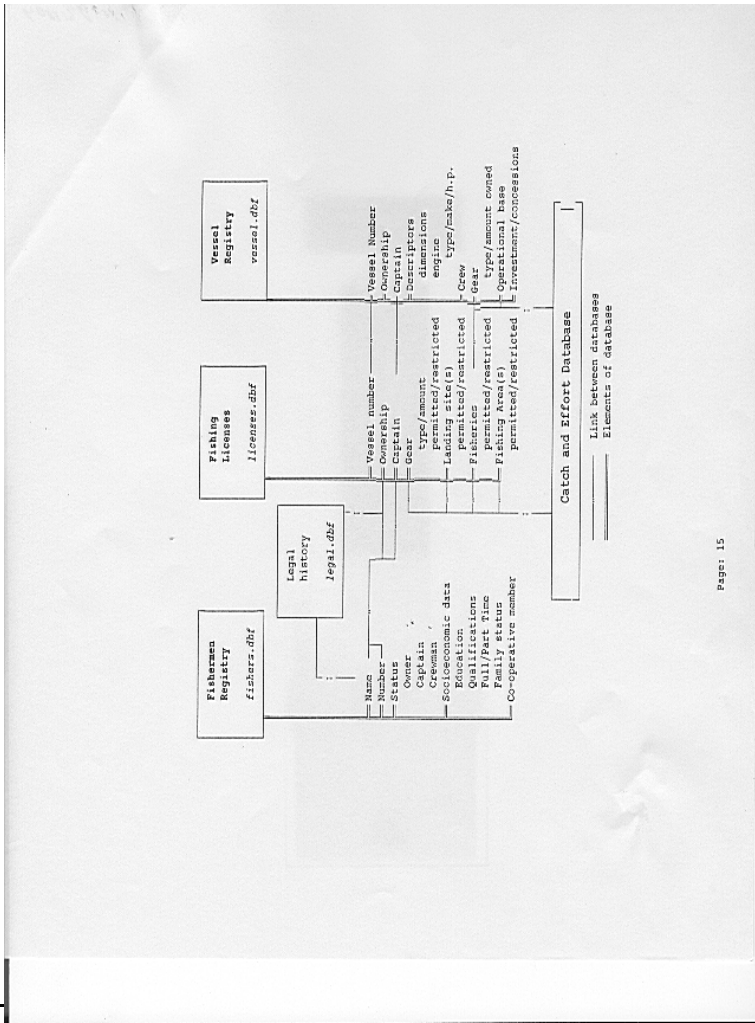 Fishermen
Registry
fishers.dbf
Name
Number
Status
Owner
Captain
Crewman
Socioeconomic data
Education
Qualifications
Full/Part Time
Family status
Co-operative member
Legal
history
legal.dbf
Fishing
Licenses
licenses.dbf
Vessel number
Ownership
Captain
Gear
type/amount
permitted/restricted
Landing site(s)
permitted/restricted
Fisheries
permitted/restricted
Fishing Area(s)
permitted/restricted
Vessel
Registry
vessel.dbf
Vessel Number
Ownership
Captain
Descriptors
dimensions
engine
type/make/h.p.
Crew
Gear
type/amount owned
Operational base
Investment/concessions
Catch and Effort Database
Link between databases
Elements of database
Page: 15